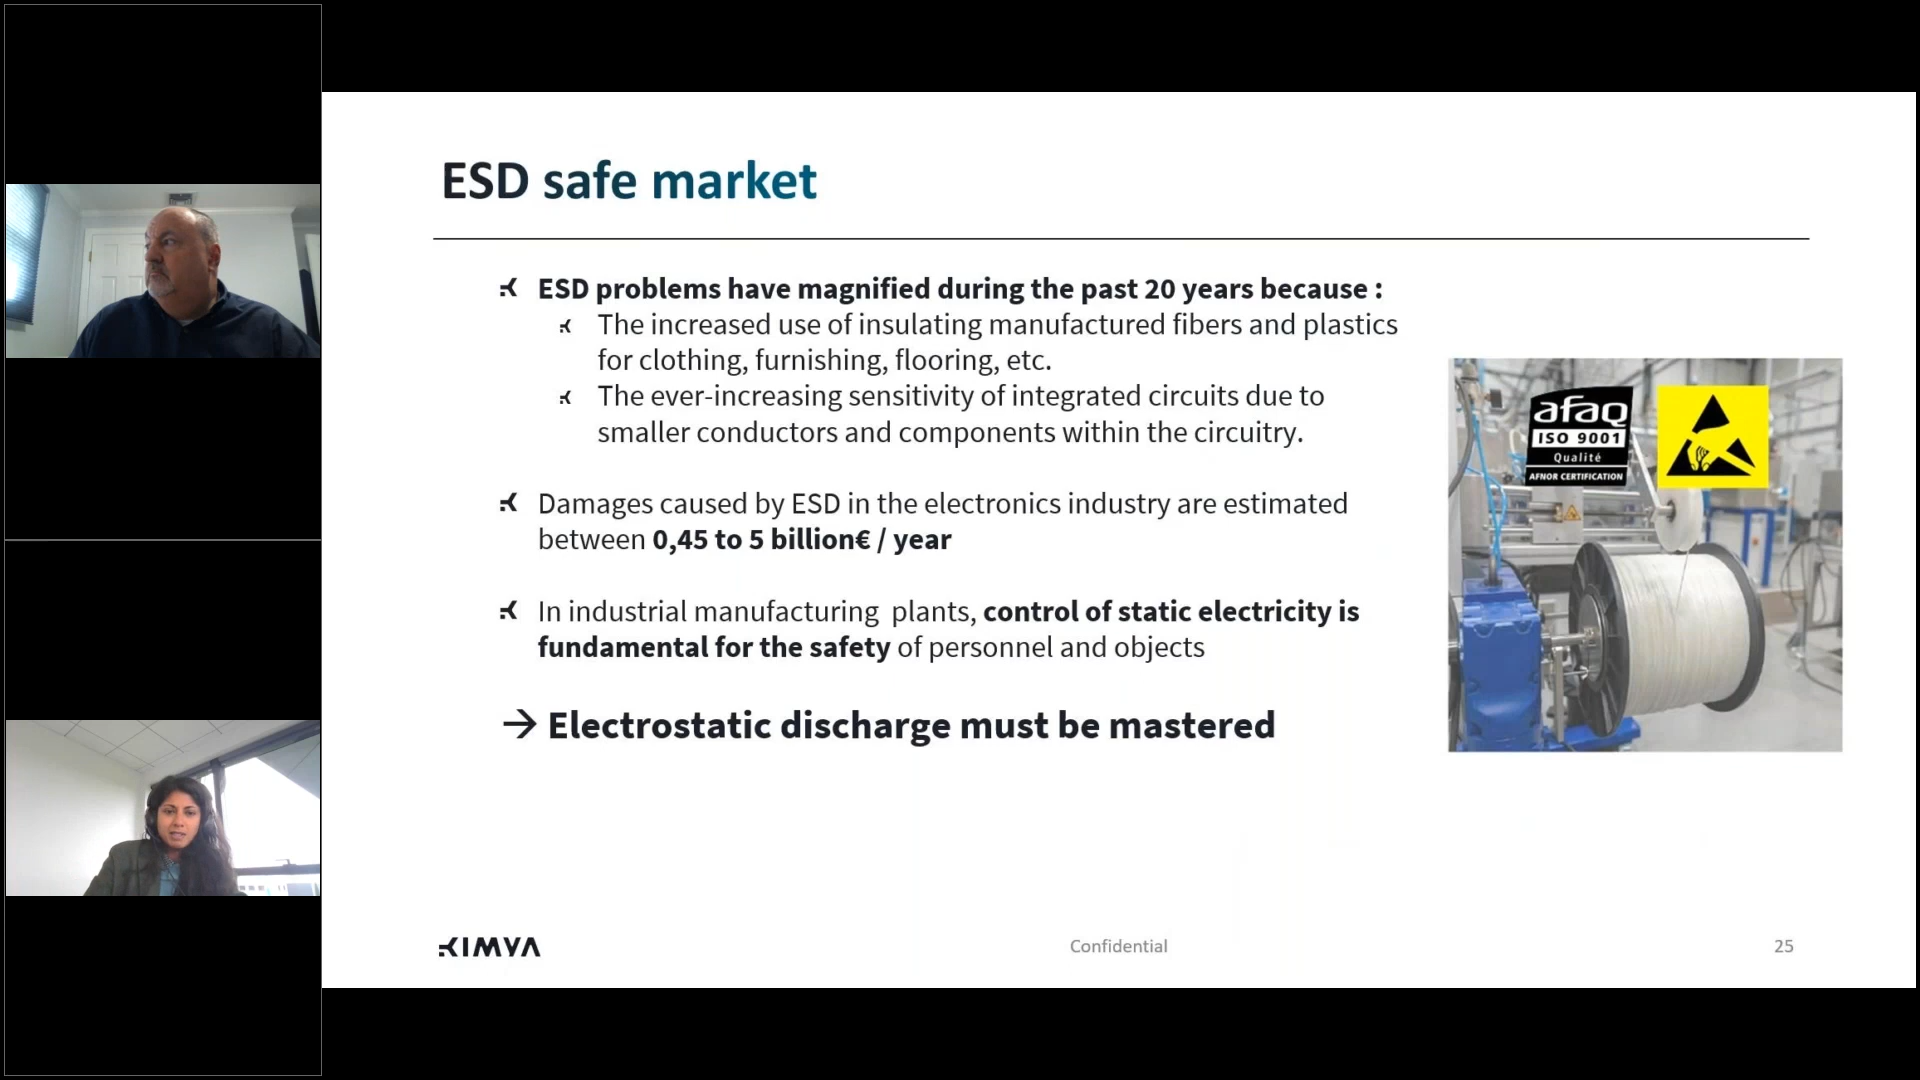 ESD safe market
ESD problems have magnified during the past 20 years because :
The increased use of insulating manufactured fibers and plastics
for clothing, furnishing, flooring, etc.
The ever-increasing sensitivity of integrated circuits due to
smaller conductors and components within the circuitry.
Damages caused by ESD in the electronics industry are estimated
between 0,45 to 5 billion€ / year
In industrial manufacturing plants, control of static electricity is
fundamental for the safety of personnel and objects
→ Electrostatic discharge must be mastered
afaq
ISO 9001
Qualité
AFNOR CERTIFICATION
KIMYA
Confidential
25